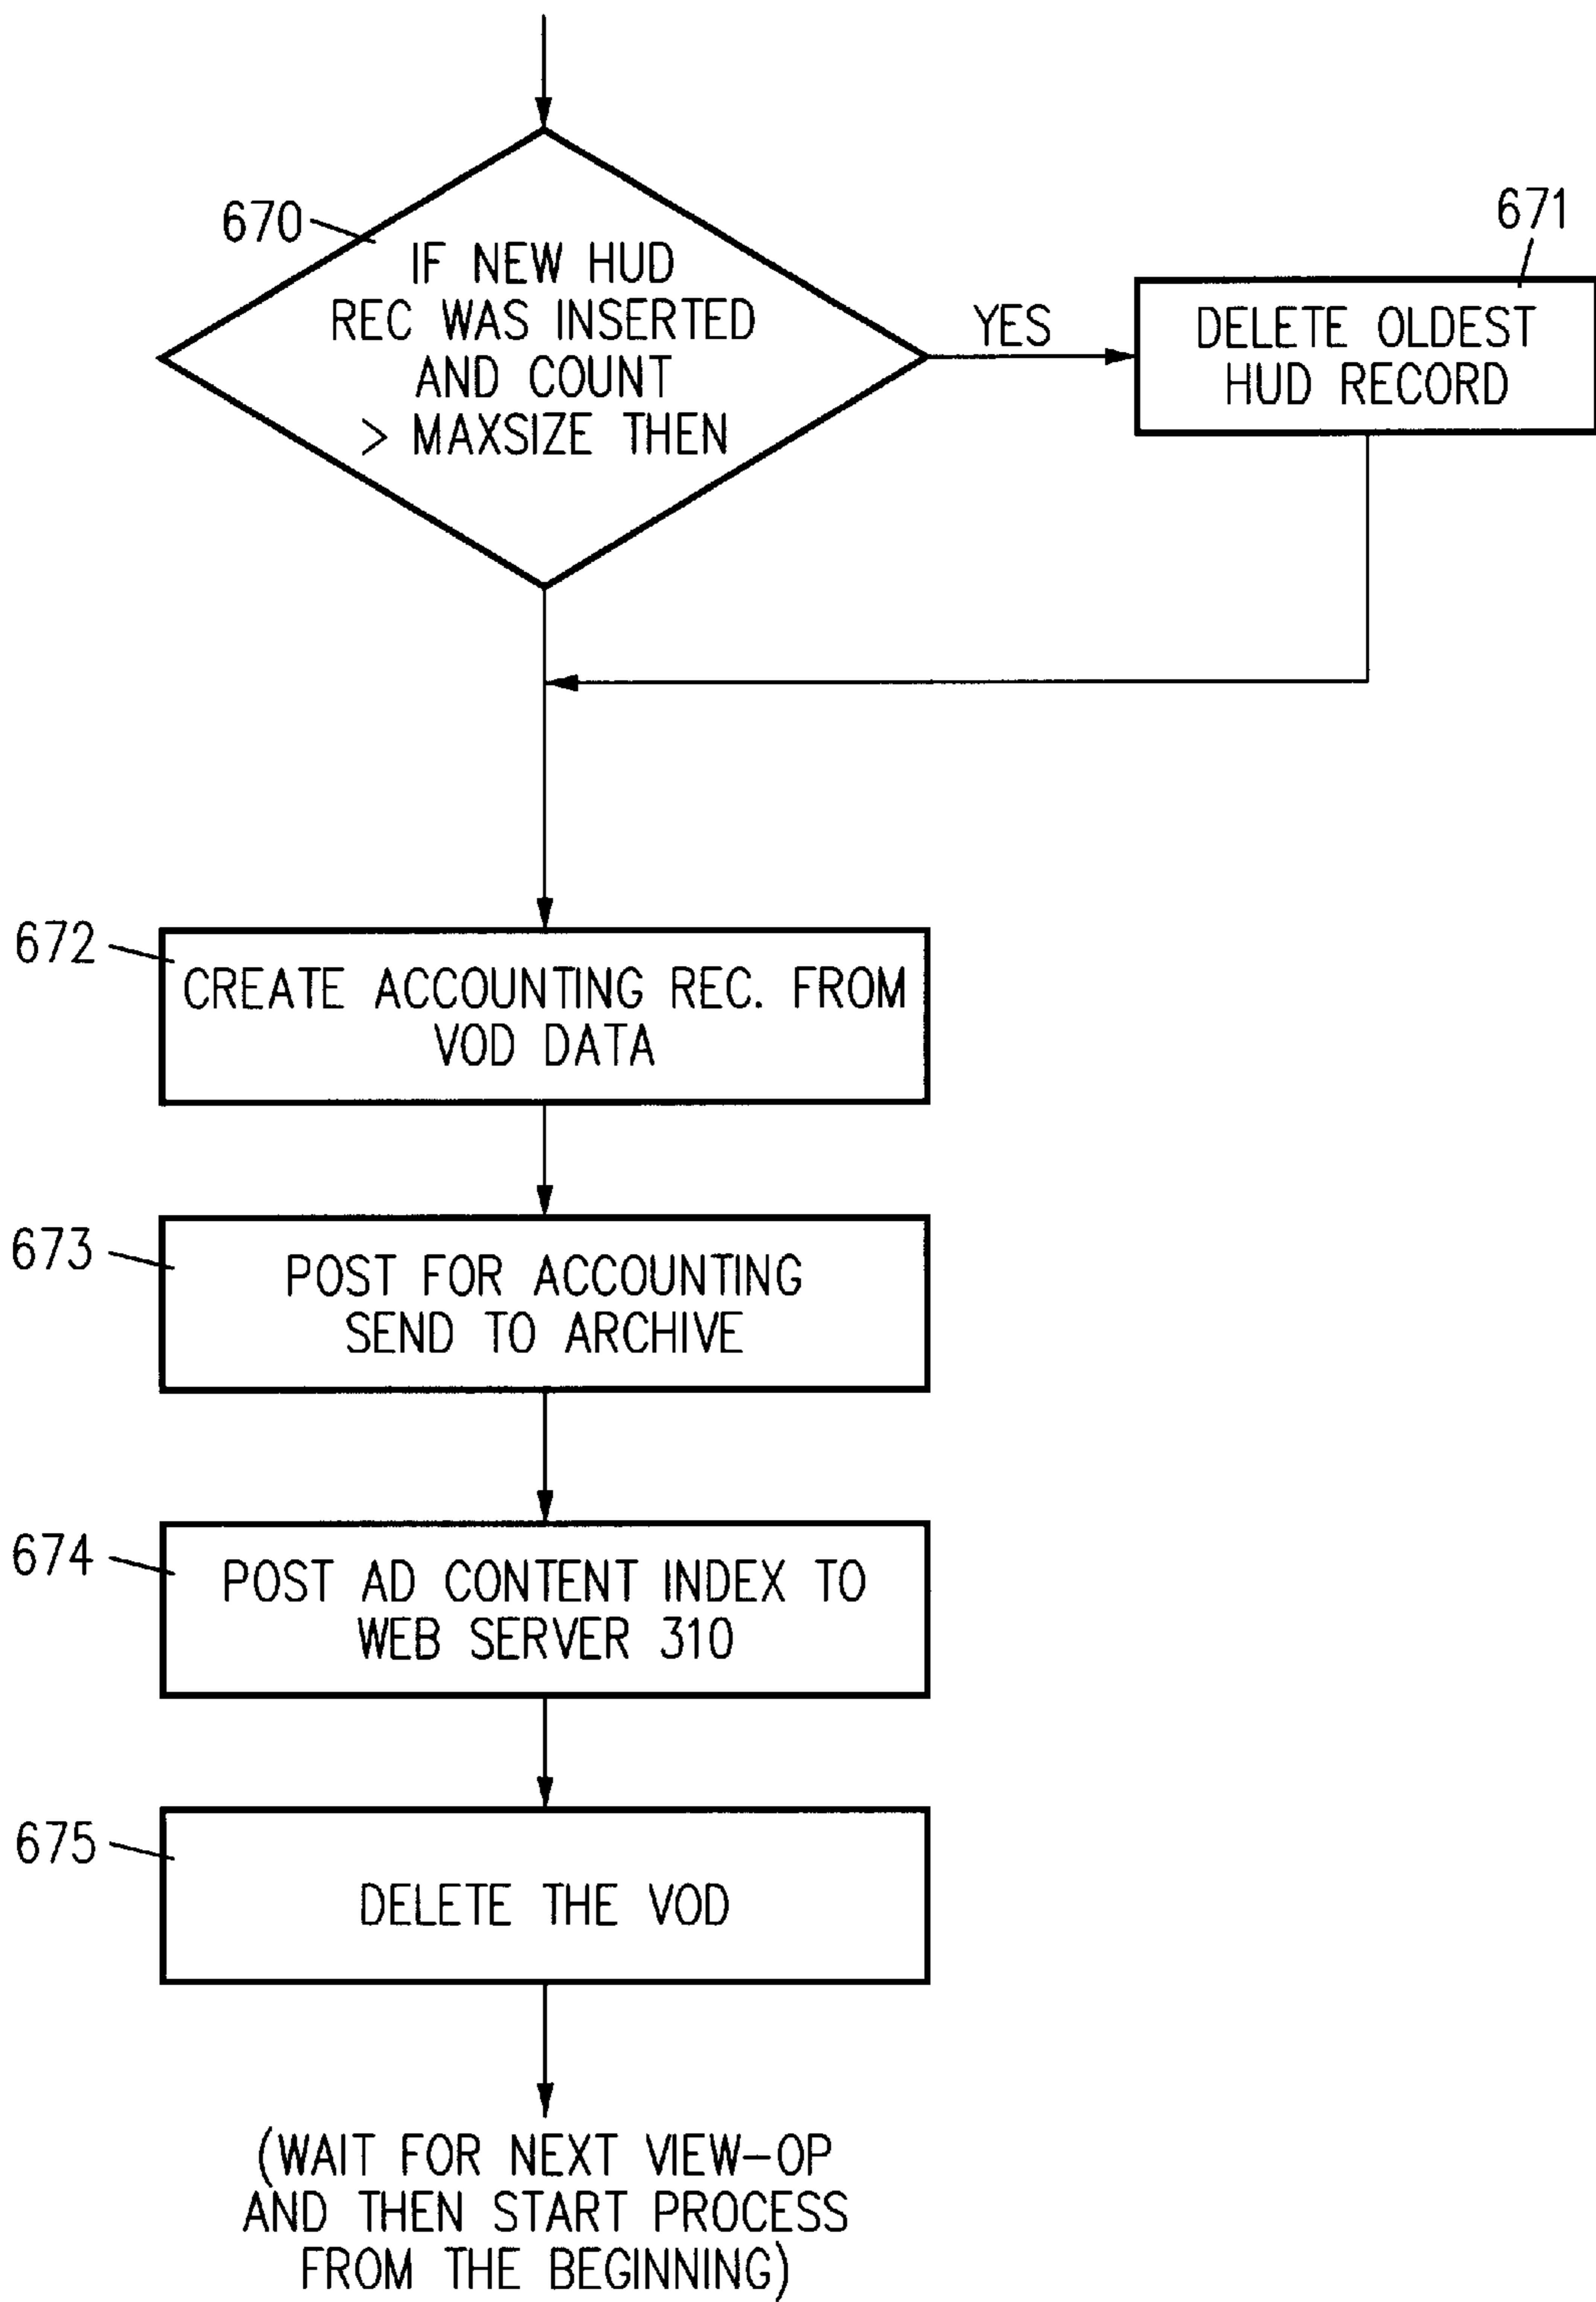 670
IF NEW HUD
REC WAS INSERTED
AND COUNT
> MAXSIZE THEN
YES
671
DELETE OLDEST
HUD RECORD
672
CREATE ACCOUNTING REC. FROM
VOD DATA
673
POST FOR ACCOUNTING
SEND TO ARCHIVE
674
POST AD CONTENT INDEX TO
WEB SERVER 310
675
DELETE THE VOD
(WAIT FOR NEXT VIEW-OP
AND THEN START PROCESS
FROM THE BEGINNING)